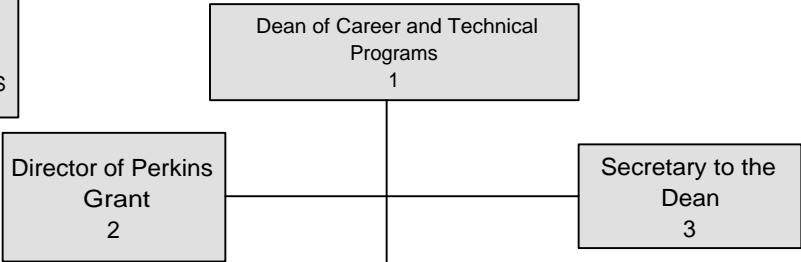 Dean of Career and Technical
Programs
1
Director of Perkins
Grant
2
Secretary to the
Dean
3